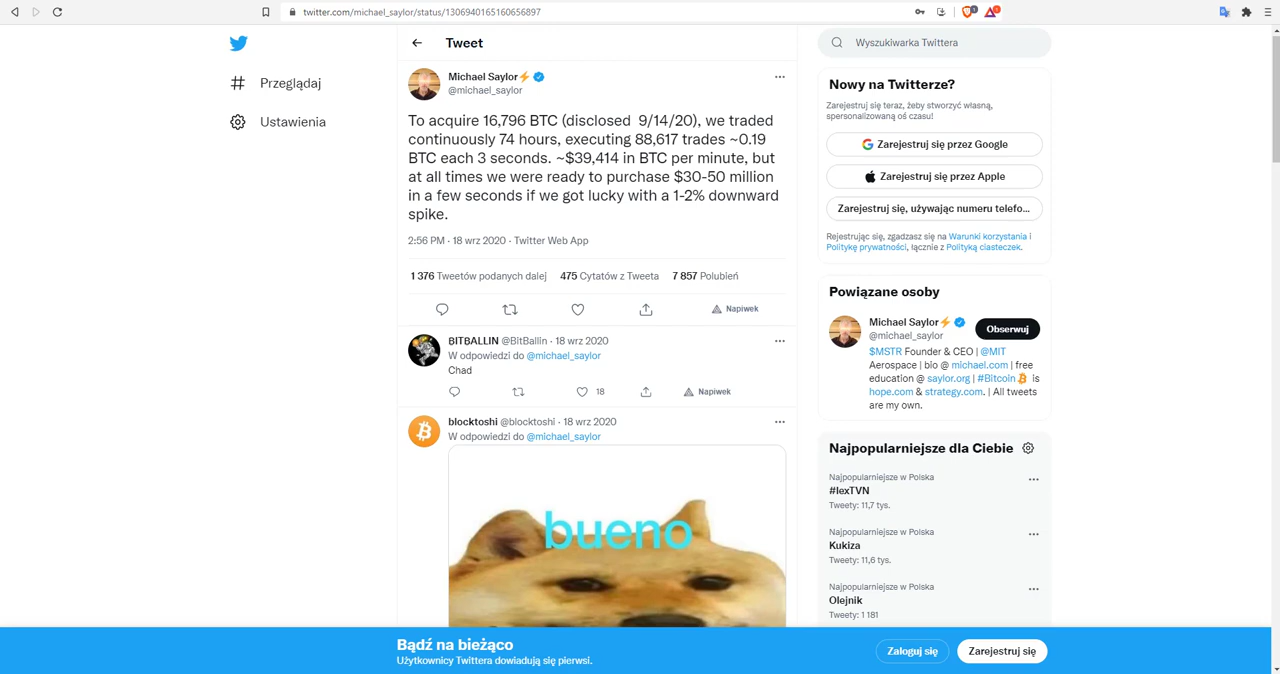 twitter.com/michael_saylor/status/1306940165160656897
Przeglądaj
Ustawienia
Tweet
Michael Saylor⚡
@michael_saylor
To acquire 16,796 BTC (disclosed  9/14/20), we traded
continuously 74 hours, executing 88,617 trades ~0.19
BTC each 3 seconds. ~$39,414 in BTC per minute, but
at all times we were ready to purchase $30-50 million
in a few seconds if we got lucky with a 1-2% downward
spike.
2:56 PM · 18 wrz 2020 · Twitter Web App
1 376 Tweetów podanych dalej 475 Cytatów z Tweeta 7 857 Polubień
Napiwek
BITBALLIN @BitBallin · 18 wrz 2020
W odpowiedzi do @michael_saylor
Chad
18 Napiwek
blocktoshi @blocktoshi · 18 wrz 2020
W odpowiedzi do @michael_saylor
bueno
Wyszukiwarka Twittera
Nowy na Twitterze?
Zarejestruj się teraz, żeby stworzyć własną,
spersonalizowaną oś czasu!
Zarejestruj się przez Google
Zarejestruj się przez Apple
Zarejestruj się, używając numeru telefo...
Rejestrując się, zgadzasz się na Warunki korzystania i
Politykę prywatności, łącznie z Polityką ciasteczek.
Powiązane osoby
Michael Saylor⚡
@michael_saylor
Obserwuj
$MSTR Founder & CEO | @MIT
Aerospace | bio @ michael.com | free
education @ saylor.org | #Bitcoin is
hope.com & strategy.com. | All tweets
are my own.
Najpopularniejsze dla Ciebie
Najpopularniejsze w Polska
#lexTVN
Tweety: 11,7 tys.
Najpopularniejsze w Polska
Kukiza
Tweety: 11,6 tys.
Najpopularniejsze w Polska
Olejnik
Tweety: 1 181
Bądź na bieżąco
Użytkownicy Twittera dowiadują się pierwsi.
Zaloguj się
Zarejestruj się